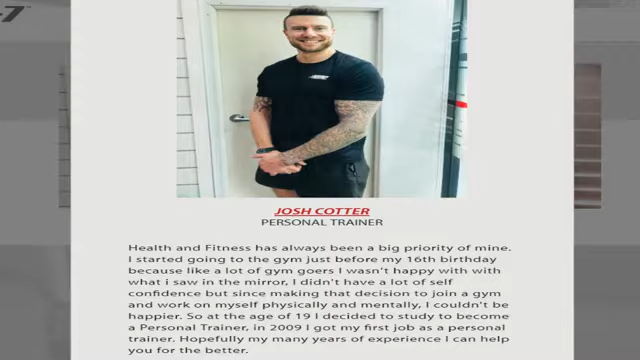 -7
JOSH COTTER
PERSONAL TRAINER
Health and Fitness has always been a big priority of mine.
I started going to the gym just before my 16th birthday
because like a lot of gym goers I wasn't happy with with
what i saw in the mirror, I didn't have a lot of self
confidence but since making that decision to join a gym
and work on myself physically and mentally, I couldn't be
happier. So at the age of 19 I decided to study to become
a Personal Trainer, in 2009 I got my first job as a personal
trainer. Hopefully my many years of experience I can help
you for the better.